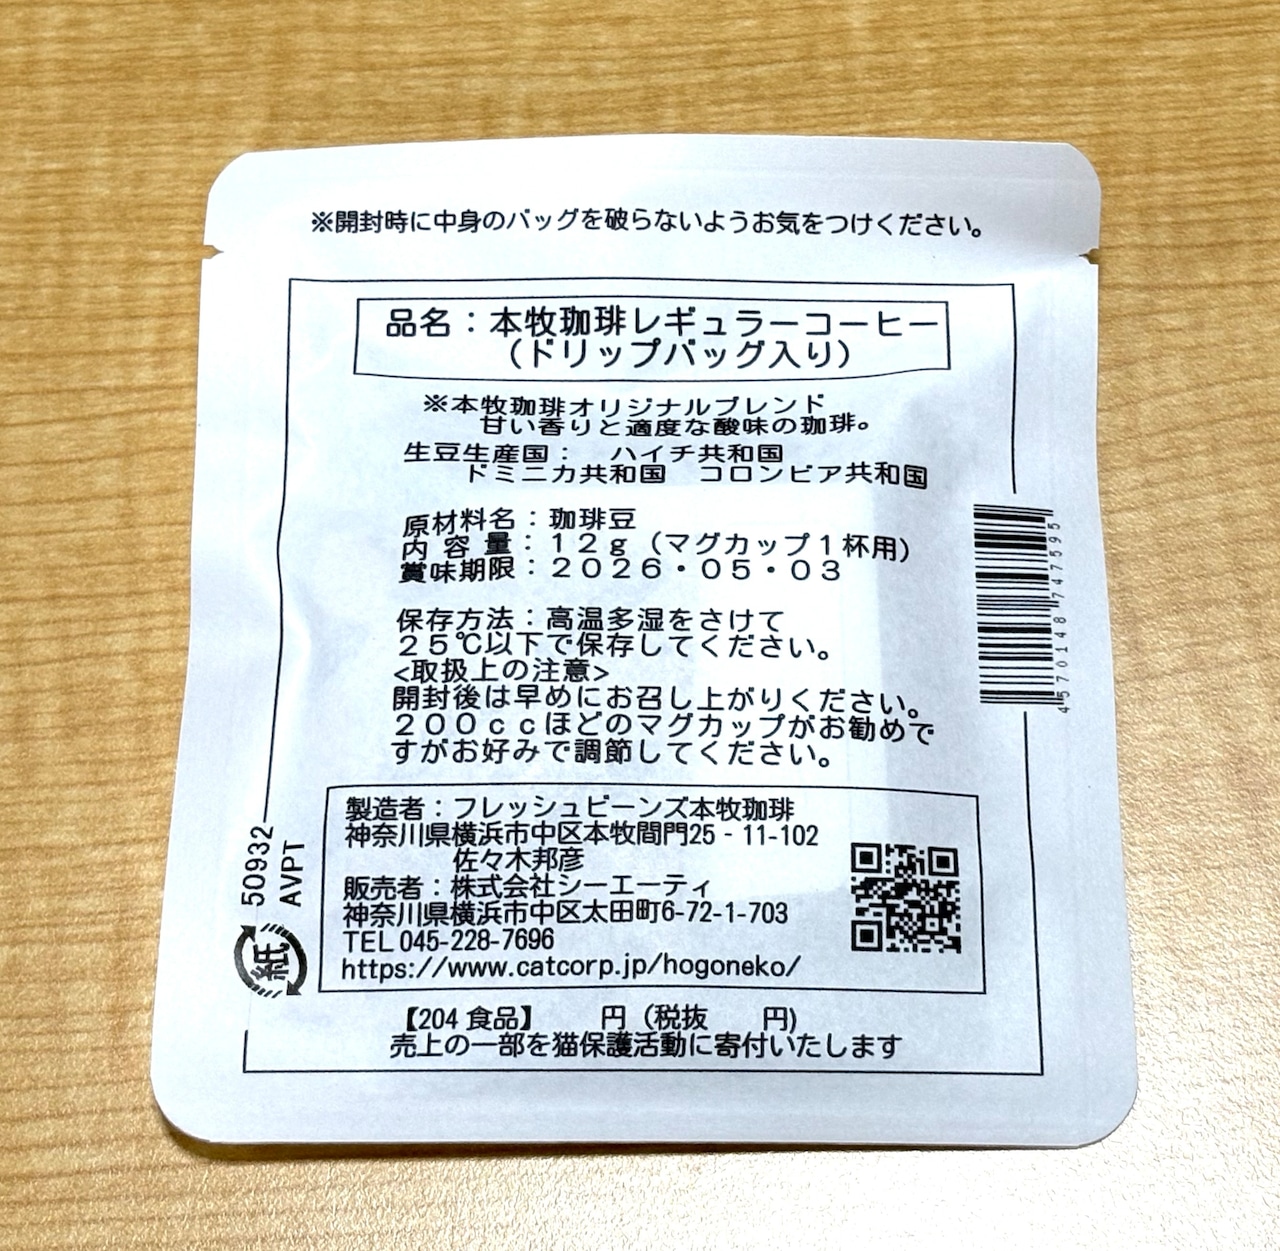 ※開封時に中身のバッグを破らないようお気をつけください。
品名：本牧珈琲レギュラーコーヒー
（ドリップバッグ入り）
※本牧珈琲オリジナルブレンド
甘い香りと適度な酸味の珈琲。
生豆生産国：　ハイチ共和国
ドミニカ共和国　コロンビア共和国
原材料名：珈琲豆
内 容 量：１２ｇ（マグカップ１杯用）
賞味期限：２０２６・０５・０３
保存方法：高温多湿をさけて
２５℃以下で保存してください。
<取扱上の注意>
開封後は早めにお召し上がりください。
２００ｃｃほどのマグカップがお勧めで
すがお好みで調節してください。
4570148747595
製造者：フレッシュビーンズ本牧珈琲
神奈川県横浜市中区本牧間門25‐11-102
佐々木邦彦
販売者：株式会社シーエーティ
神奈川県横浜市中区太田町6-72-1-703
TEL 045-228-7696
https://www.catcorp.jp/hogoneko/
50932
AVPT
紙
【204 食品】　　円（税抜　　円)
売上の一部を猫保護活動に寄付いたします